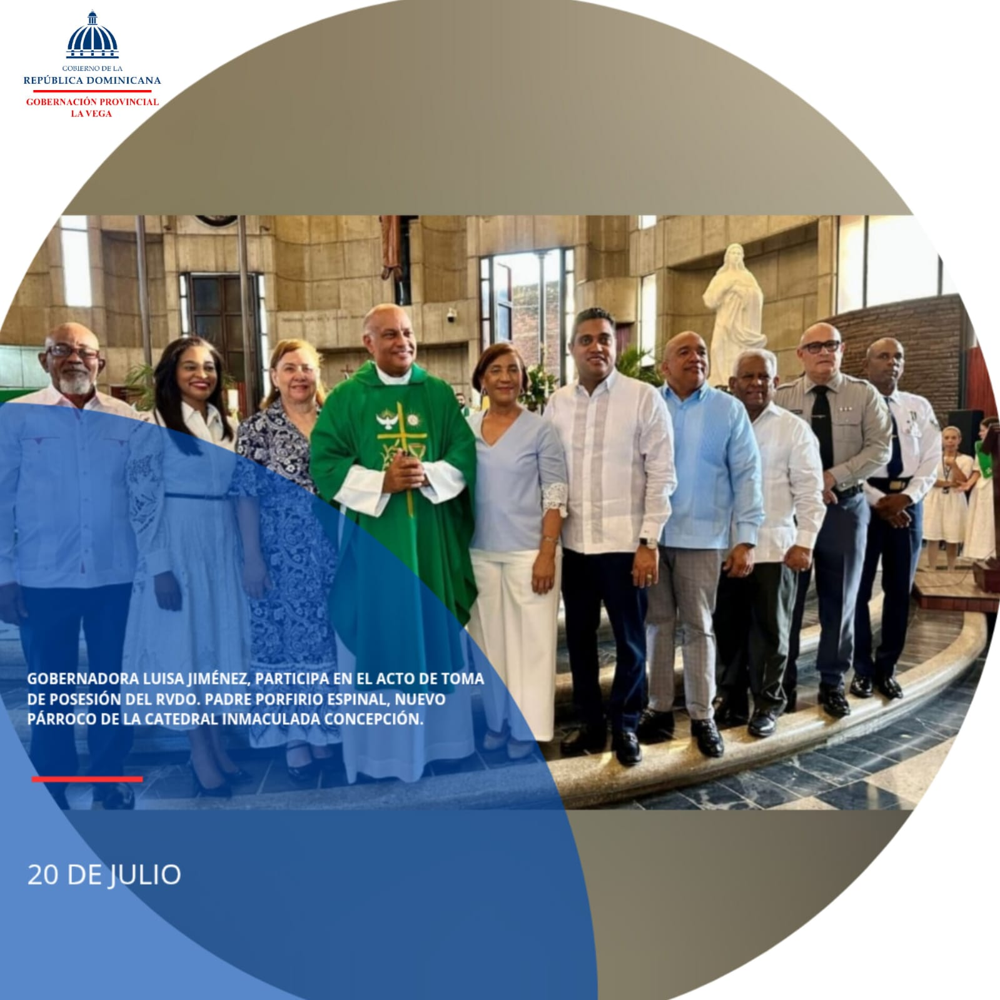 GOBIERNO DE LA
REPÚBLICA DOMINICANA
GOBERNACIÓN PROVINCIAL
LA VEGA
GOBERNADORA LUISA JIMÉNEZ, PARTICIPA EN EL ACTO DE TOMA
DE POSESIÓN DEL RVDO. PADRE PORFIRIO ESPINAL, NUEVO
PÁRROCO DE LA CATEDRAL INMACULADA CONCEPCIÓN.
20 DE JULIO